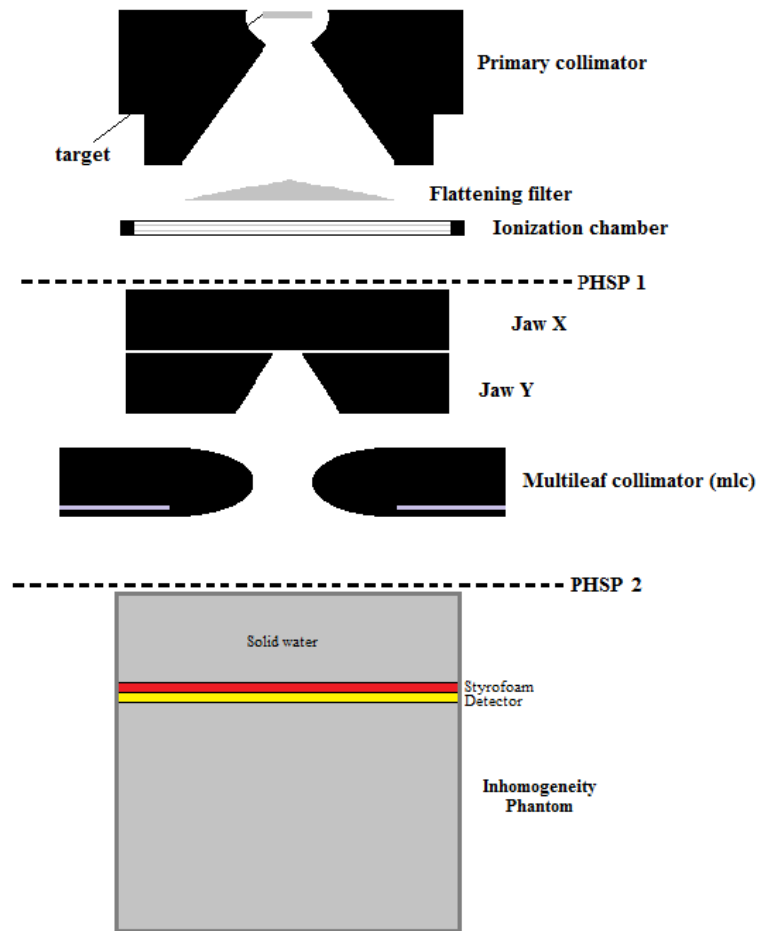 Primary collimator
target
Flattening filter
Ionization chamber
PHSP 1
Jaw X
Jaw Y
Multileaf collimator (mlc)
PHSP 2
Solid water
Styrofoam
Detector
Inhomogeneity
Phantom